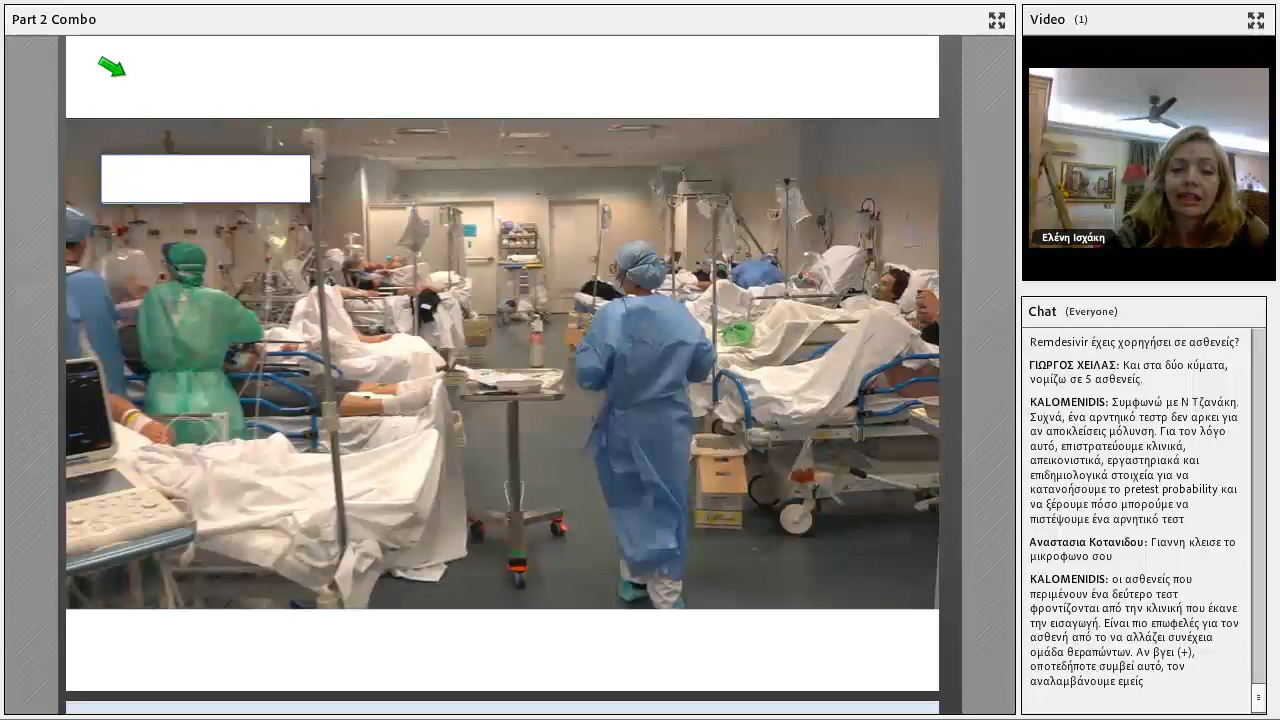 Part 2 Combo
Video (1)
Ελένη Ισχάκη
Chat (Everyone)
Remdesivir έχεις χορηγήσει σε ασθενείς?
ΓΙΩΡΓΟΣ ΧΕΙΛΑΣ: Και στα δύο κύματα,
νομίζω σε 5 ασθενείς.
KALOMENIDIS: Συμφωνώ με Ν Τζανάκη.
Συχνά, ένα αρντητικό τεστρ δεν αρκει για
αν αποκλείσεις μόλυνση. Για τον λόγο
αυτό, επιστρατεύουμε κλινικά,
απεικονιστικά, εργαστηριακά και
επιδημιολογικά στοιχεία για να
κατανοήσουμε το pretest probability και
να ξέρουμε πόσο μπορούμε να
πιστέψουμε ένα αρνητικό τεστ
Αναστασια Κοτανιδου: Γιαννη κλεισε το
μικροφωνο σου
KALOMENIDIS: οι ασθενείς που
περιμένουν ένα δεύτερο τεστ
φροντίζονται από την κλινική που έκανε
την εισαγωγή. Είναι πιο επωφελές για τον
ασθενή από το να αλλάζει συνέχεια
ομάδα θεραπώντων. Αν βγει (+),
οποτεδήποτε συμβεί αυτό, τον
αναλαμβάνουμε εμείς